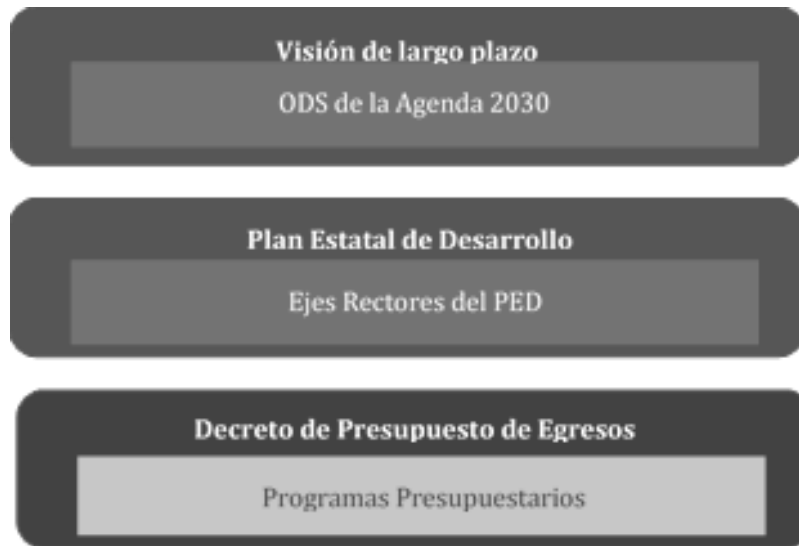 Visión de largo plazo
ODS de la Agenda 2030
Plan Estatal de Desarrollo
Ejes Rectores del PED
Decreto de Presupuesto de Egresos
Programas Presupuestarios